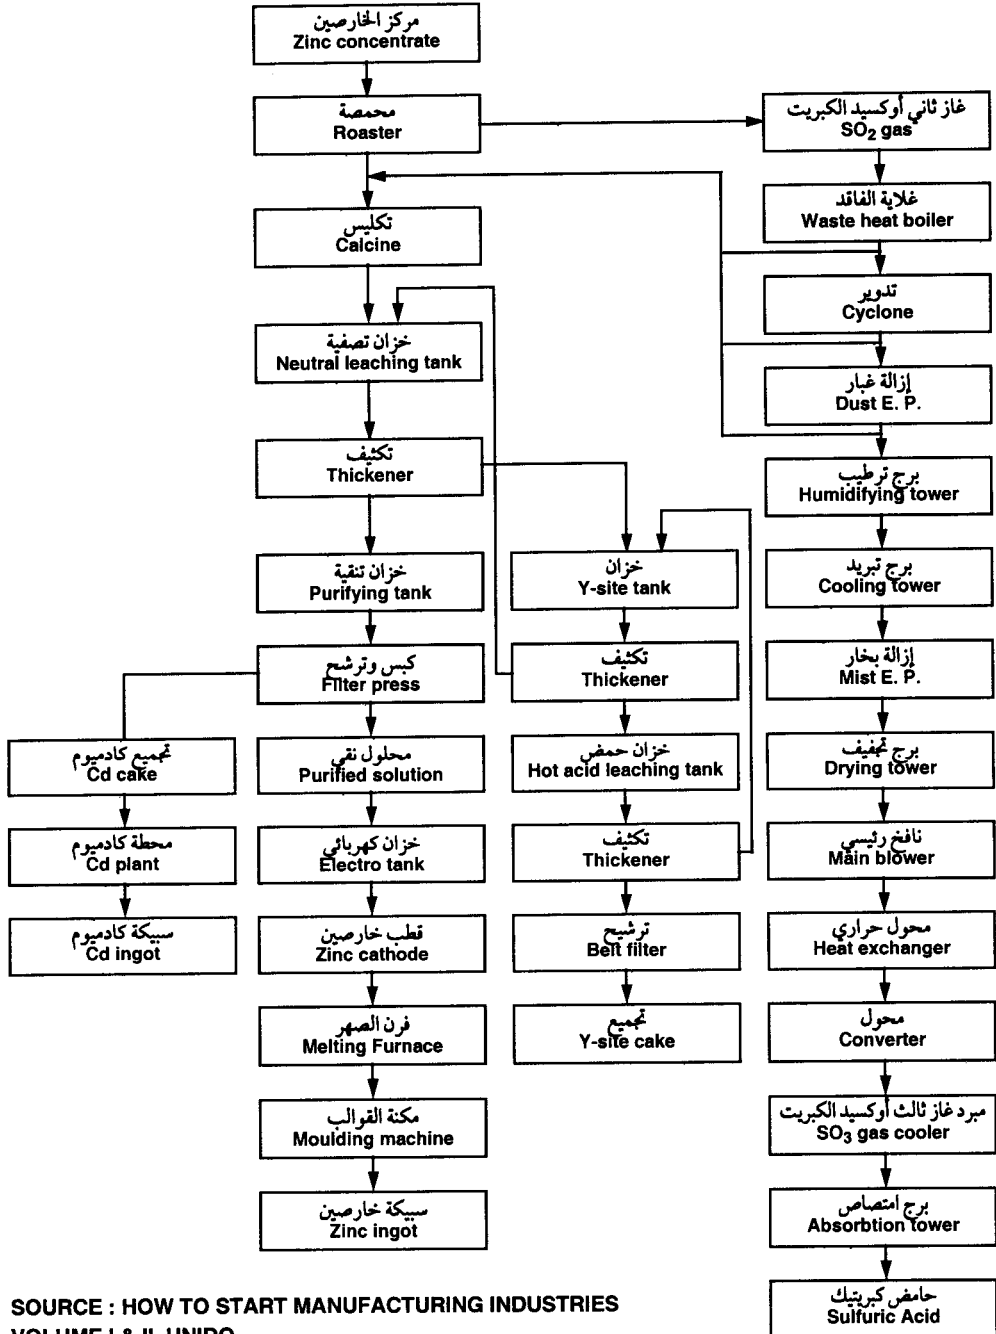 مركز الخارصين
Zinc concentrate
محمصة
Roaster
تكليس
Calcine
خزان تصفية
Neutral leaching tank
تكثيف
Thickener
خزان تنقية
Purifying tank
كبس وترشح
Filter press
محلول نقي
Purified solution
خزان كهربائي
Electro tank
قطب خارصين
Zinc cathode
فرن الصهر
Melting Furnace
مكنة القوالب
Moulding machine
سبيكة خارصين
Zinc ingot
تجميع كادميوم
Cd cake
محطة كادميوم
Cd plant
سبيكة كادميوم
Cd ingot
خزان
Y-site tank
تكثيف
Thickener
خزان حمض
Hot acid leaching tank
تكثيف
Thickener
ترشيح
Belt filter
تجميع
Y-site cake
غاز ثاني أوكسيد الكبريت
SO₂ gas
غلاية الفاقد
Waste heat boiler
تدوير
Cyclone
إزالة غبار
Dust E. P.
برج ترطيب
Humidifying tower
برج تبريد
Cooling tower
إزالة بخار
Mist E. P.
برج تجفيف
Drying tower
نافخ رئيسي
Main blower
محول حراري
Heat exchanger
محول
Converter
مبرد غاز ثالث أوكسيد الكبريت
SO₃ gas cooler
برج امتصاص
Absorbtion tower
حامض كبريتيك
Sulfuric Acid
SOURCE : HOW TO START MANUFACTURING INDUSTRIES
VOLUME I & II, UNIDO